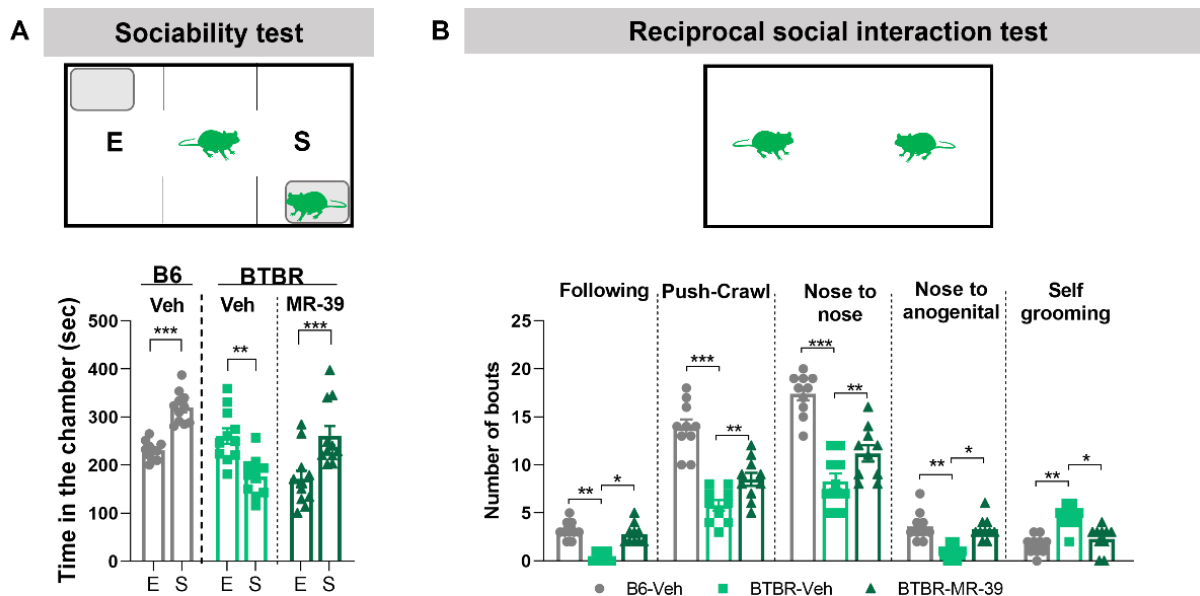 A
Sociability test
E
S
B6
BTBR
Veh
Veh
MR-39
Time in the chamber (sec)
500
400
300
200
100
0
***
**
***
E
S
E
S
E
S
B
Reciprocal social interaction test
Following
Push-Crawl
Nose to
nose
Nose to
anogenital
Self
grooming
Number of bouts
25
20
15
10
5
0
**
*
***
**
***
**
**
*
**
*
B6-Veh
BTBR-Veh
BTBR-MR-39